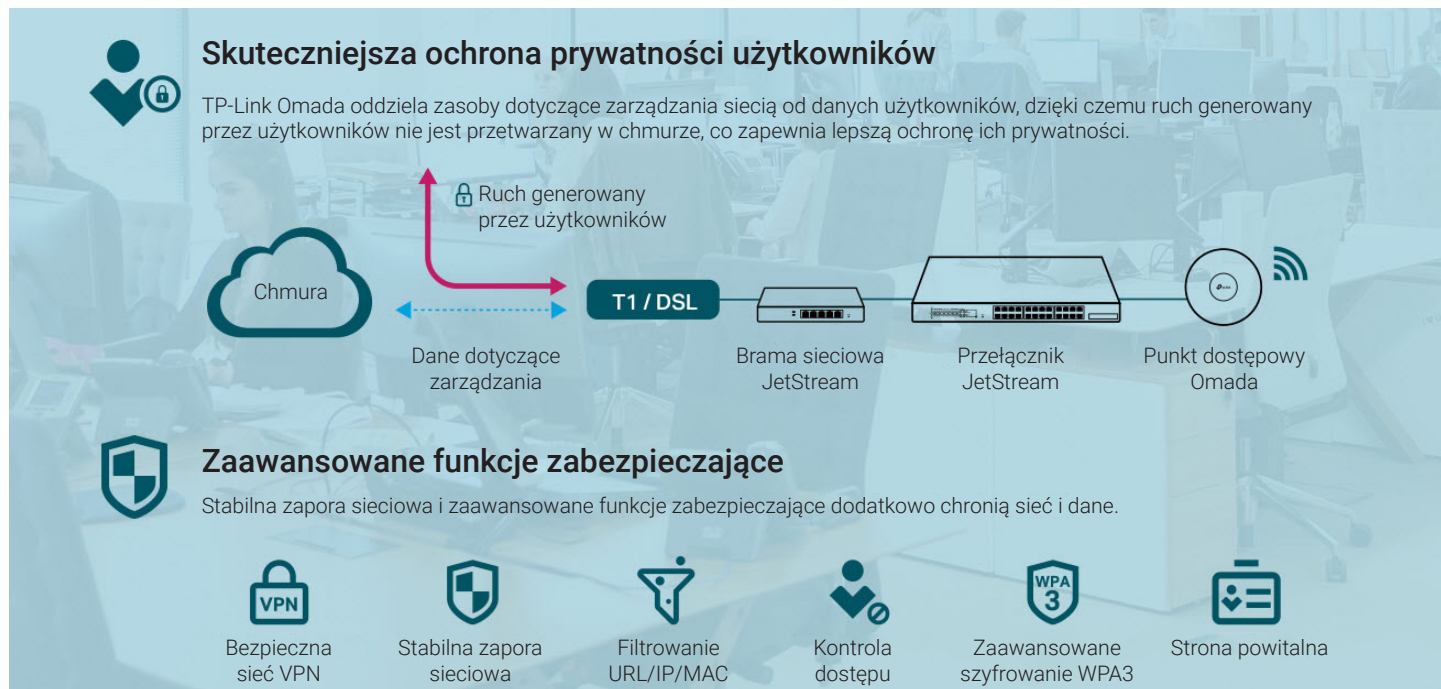 Skuteczniejsza ochrona prywatności użytkowników
TP-Link Omada oddziela zasoby dotyczące zarządzania siecią od danych użytkowników, dzięki czemu ruch generowany
przez użytkowników nie jest przetwarzany w chmurze, co zapewnia lepszą ochronę ich prywatności.
Ruch generowany
przez użytkowników
Chmura
T1 / DSL
Dane dotyczące
zarządzania
Brama sieciowa
JetStream
Przełącznik
JetStream
Punkt dostępowy
Omada
Zaawansowane funkcje zabezpieczające
Stabilna zapora sieciowa i zaawansowane funkcje zabezpieczające dodatkowo chronią sieć i dane.
VPN
Bezpieczna
sieć VPN
Stabilna zapora
sieciowa
Filtrowanie
URL/IP/MAC
Kontrola
dostępu
WPA
3
Zaawansowane
szyfrowanie WPA3
Strona powitalna